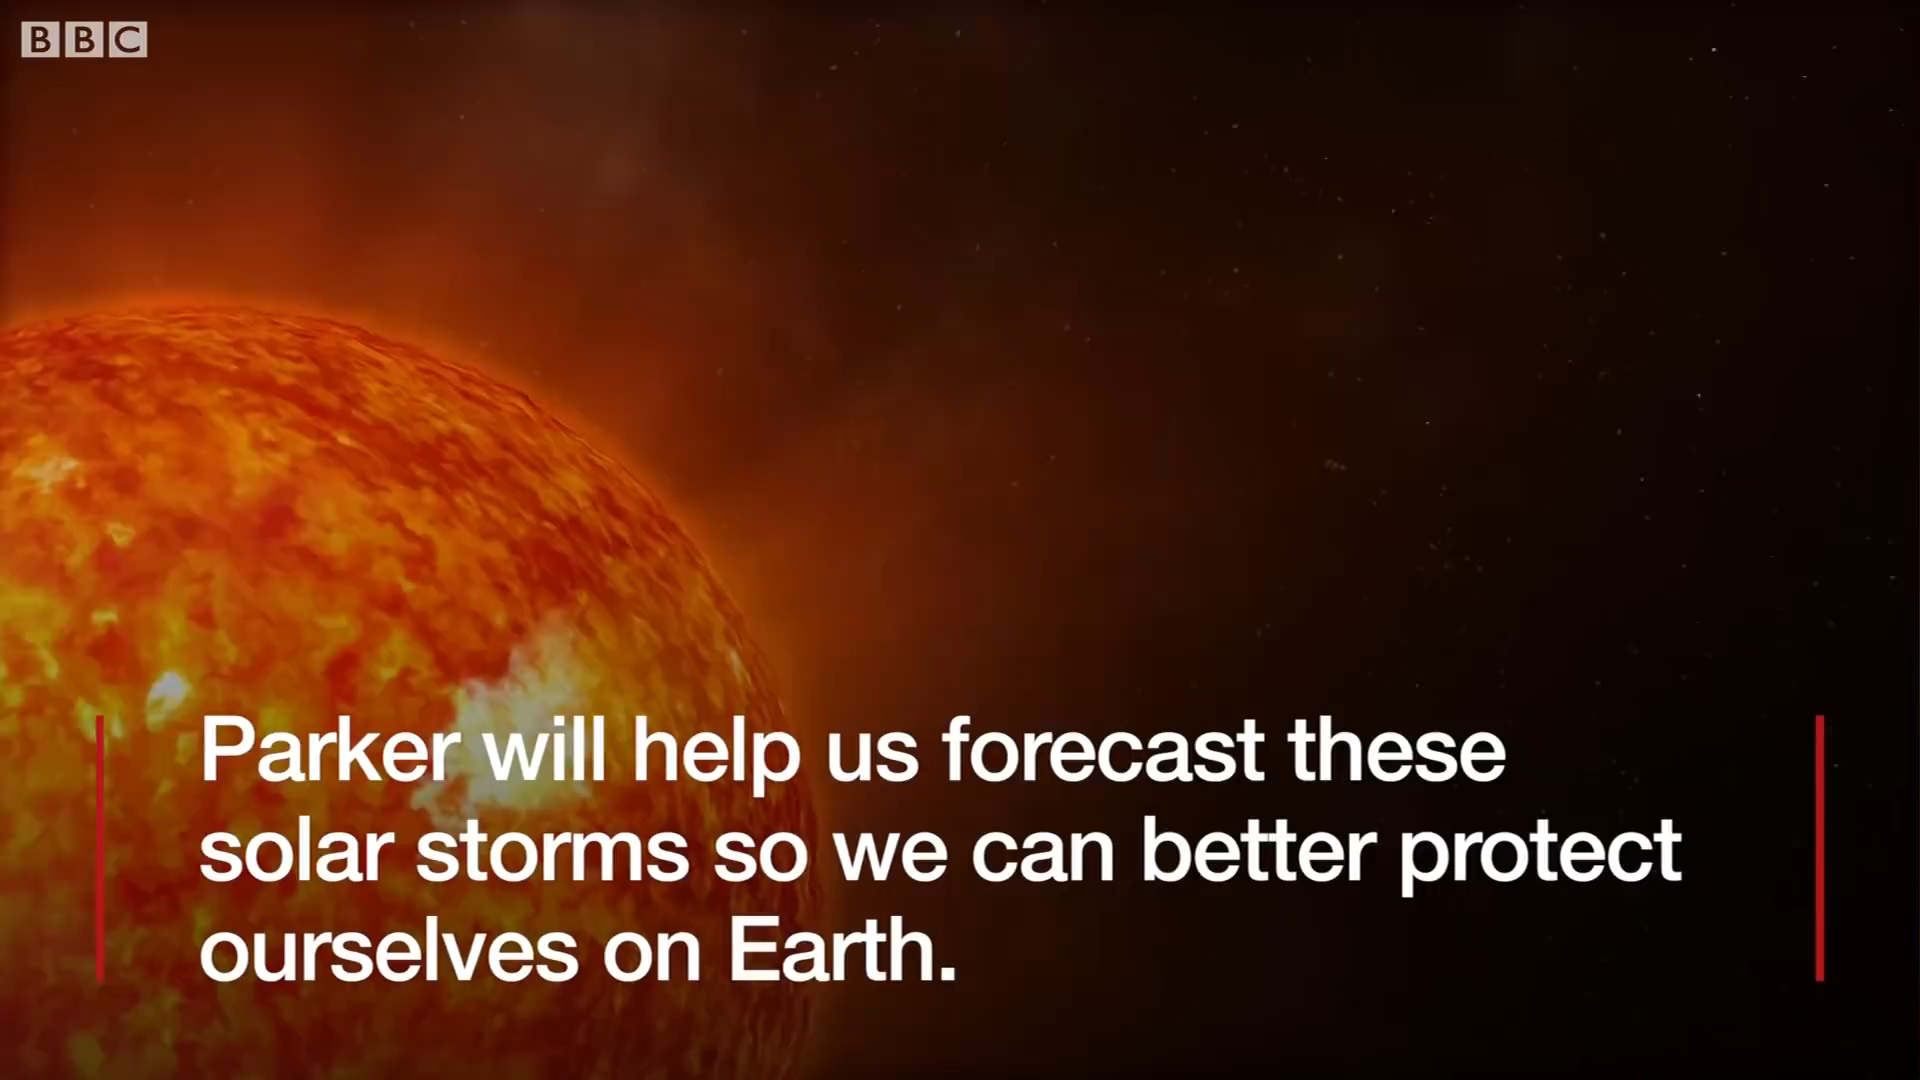 BBC
Parker will help us forecast these
solar storms so we can better protect
ourselves on Earth.